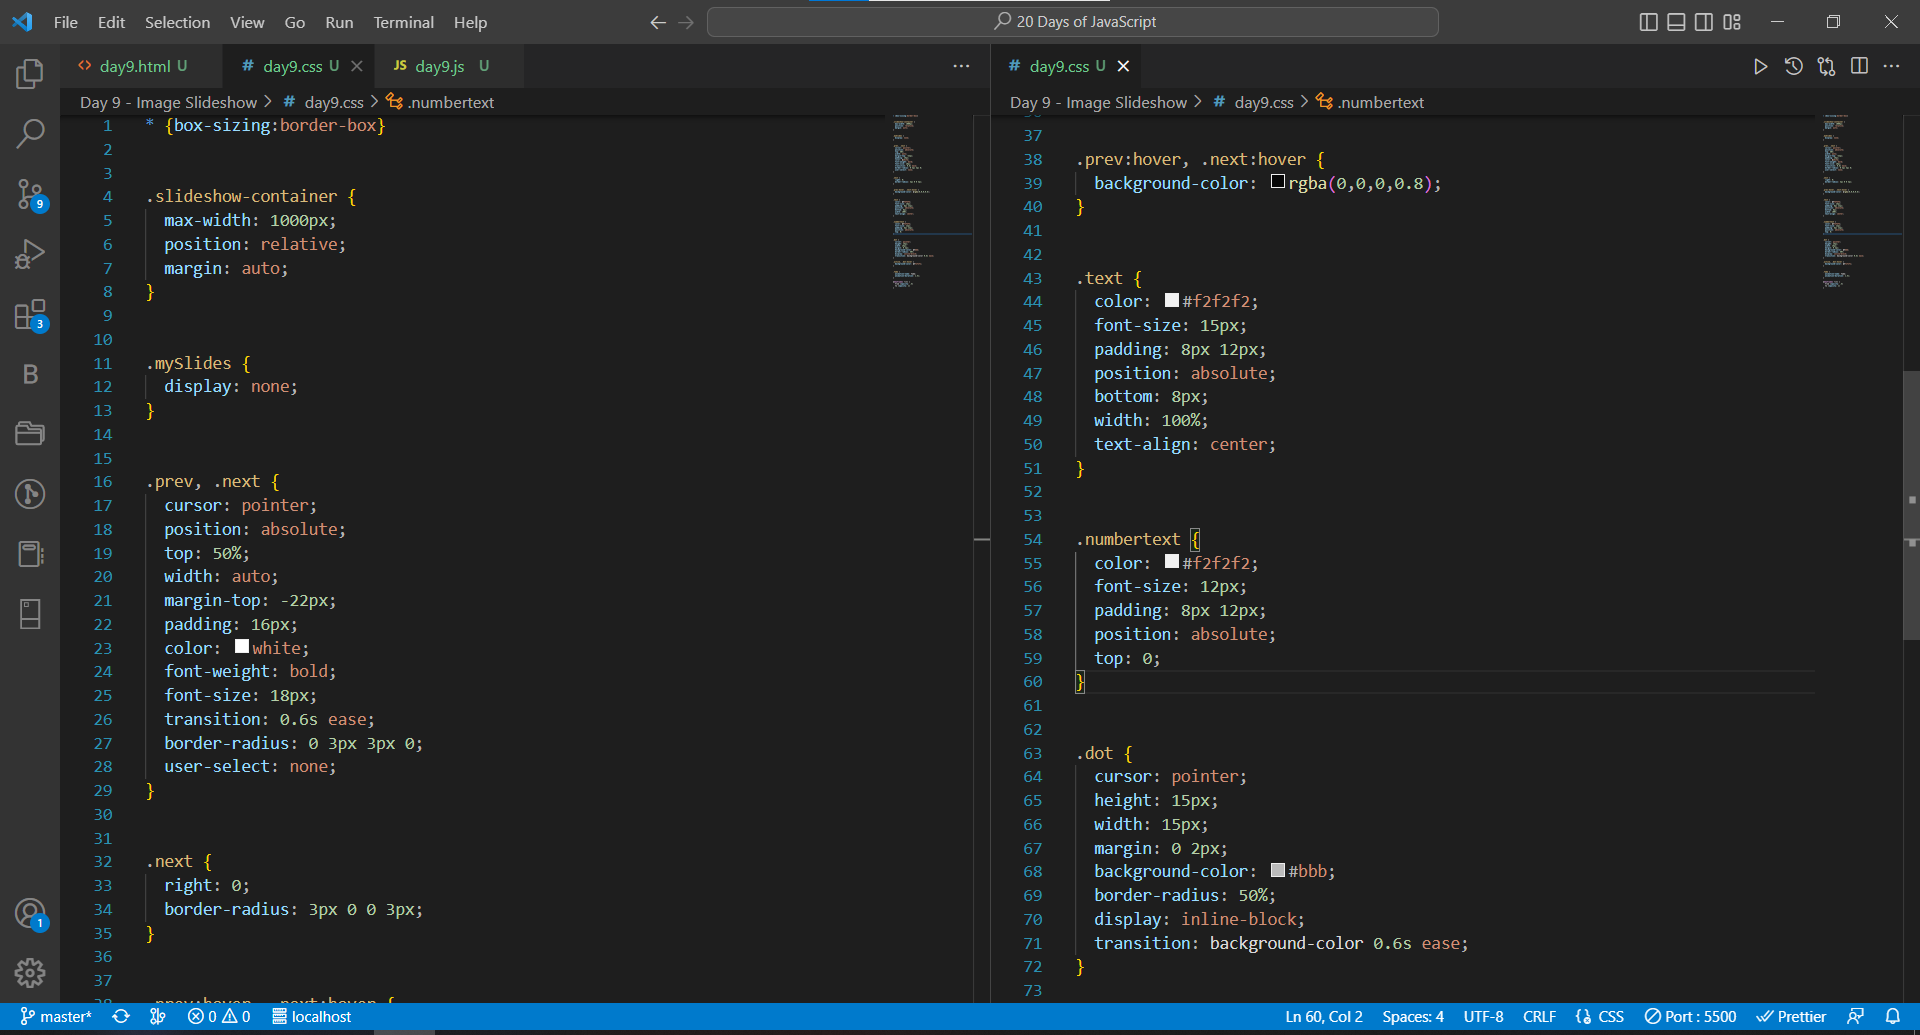 File Edit Selection View Go Run Terminal Help
20 Days of JavaScript
day9.html U
# day9.css U
JS day9.js U
Day 9 - Image Slideshow > # day9.css > .numbertext
1 * {box-sizing:border-box}
2
3
4 .slideshow-container {
5 max-width: 1000px;
6 position: relative;
7 margin: auto;
8 }
9
10
11 .mySlides {
12 display: none;
13 }
14
15
16 .prev, .next {
17 cursor: pointer;
18 position: absolute;
19 top: 50%;
20 width: auto;
21 margin-top: -22px;
22 padding: 16px;
23 color: white;
24 font-weight: bold;
25 font-size: 18px;
26 transition: 0.6s ease;
27 border-radius: 0 3px 3px 0;
28 user-select: none;
29 }
30
31
32 .next {
33 right: 0;
34 border-radius: 3px 0 0 3px;
35 }
36
37
38 .prev:hover, .next:hover {
# day9.css U
Day 9 - Image Slideshow > # day9.css > .numbertext
36
37
38 .prev:hover, .next:hover {
39 background-color: rgba(0,0,0,0.8);
40 }
41
42
43 .text {
44 color: #f2f2f2;
45 font-size: 15px;
46 padding: 8px 12px;
47 position: absolute;
48 bottom: 8px;
49 width: 100%;
50 text-align: center;
51 }
52
53
54 .numbertext {
55 color: #f2f2f2;
56 font-size: 12px;
57 padding: 8px 12px;
58 position: absolute;
59 top: 0;
60 }
61
62
63 .dot {
64 cursor: pointer;
65 height: 15px;
66 width: 15px;
67 margin: 0 2px;
68 background-color: #bbb;
69 border-radius: 50%;
70 display: inline-block;
71 transition: background-color 0.6s ease;
72 }
73
9
3
B
1
master* 0 0 localhost Ln 60, Col 2 Spaces: 4 UTF-8 CRLF CSS Port : 5500 Prettier